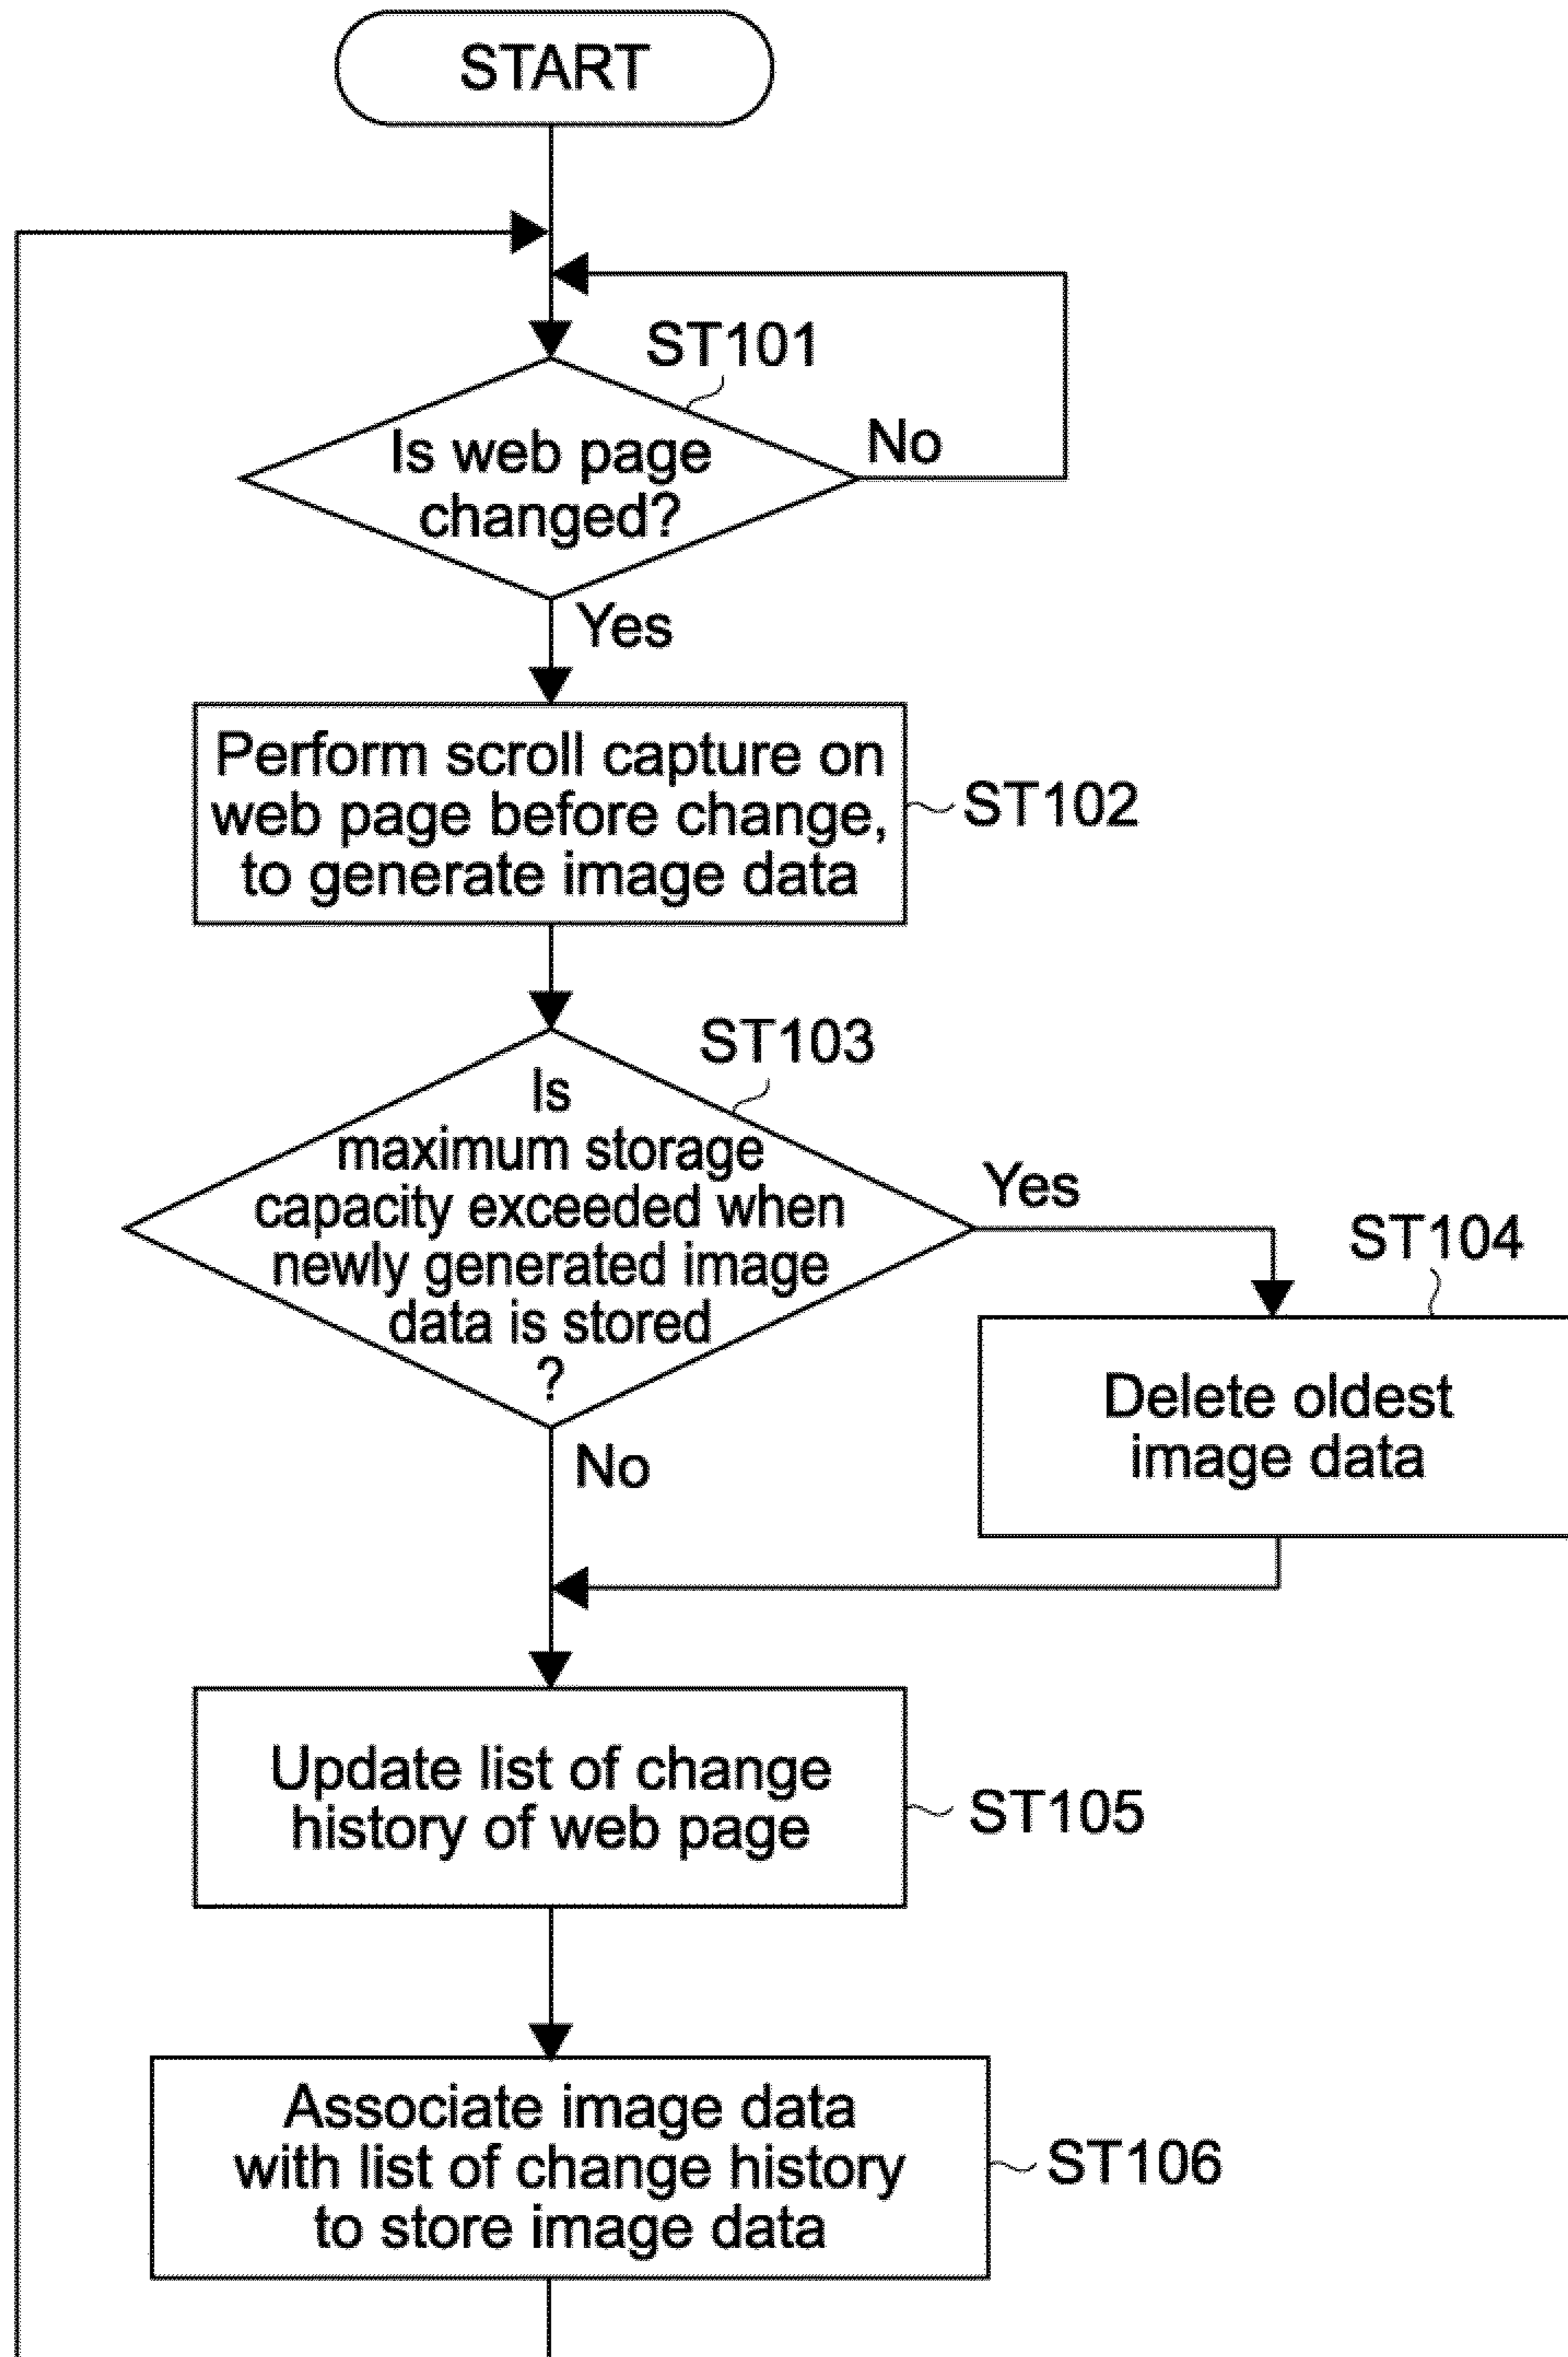 START
ST101
Is web page
changed?
No
Yes
Perform scroll capture on
web page before change,
to generate image data
ST102
ST103
Is
maximum storage
capacity exceeded when
newly generated image
data is stored
?
Yes
ST104
Delete oldest
image data
No
Update list of change
history of web page
ST105
Associate image data
with list of change history
to store image data
ST106